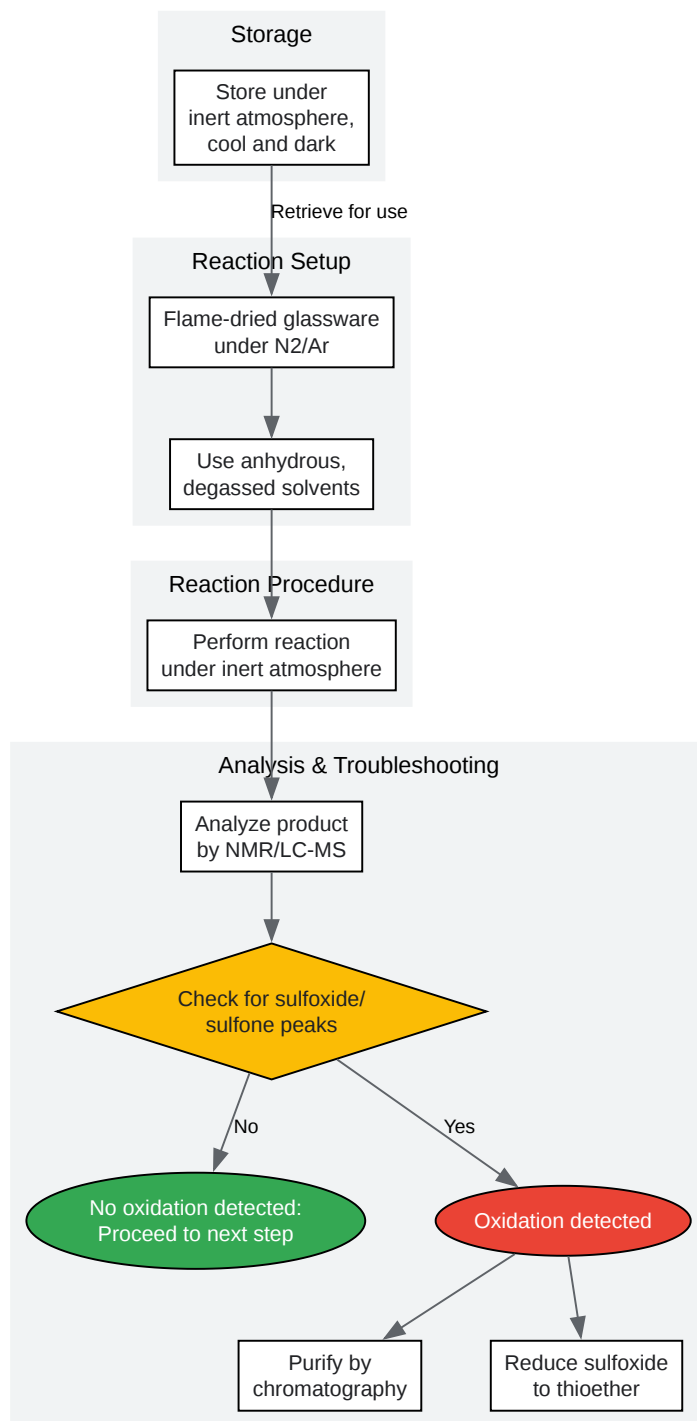 Storage
Store under
inert atmosphere,
cool and dark
Retrieve for use
Reaction Setup
Flame-dried glassware
under N2/Ar
Use anhydrous,
degassed solvents
Reaction Procedure
Perform reaction
under inert atmosphere
Analysis & Troubleshooting
Analyze product
by NMR/LC-MS
Check for sulfoxide/
sulfone peaks
No
Yes
No oxidation detected:
Proceed to next step
Oxidation detected
Purify by
chromatography
Reduce sulfoxide
to thioether